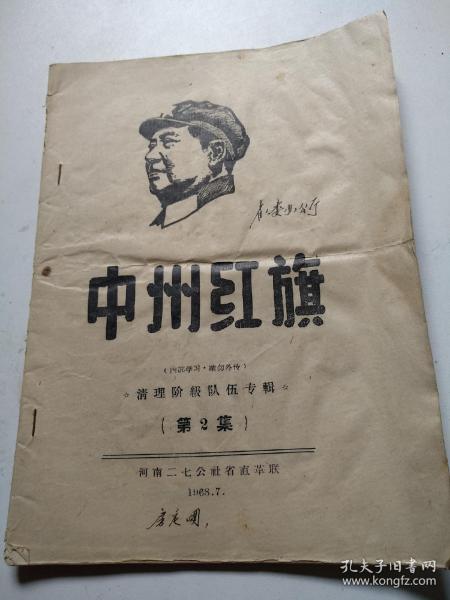 中州红旗
(内部学习·请勿外传)
☆清理阶级队伍专辑☆
(第2集)
河南二七公社省直革联
1968.7.
孔夫子旧书网
www.kongfz.com